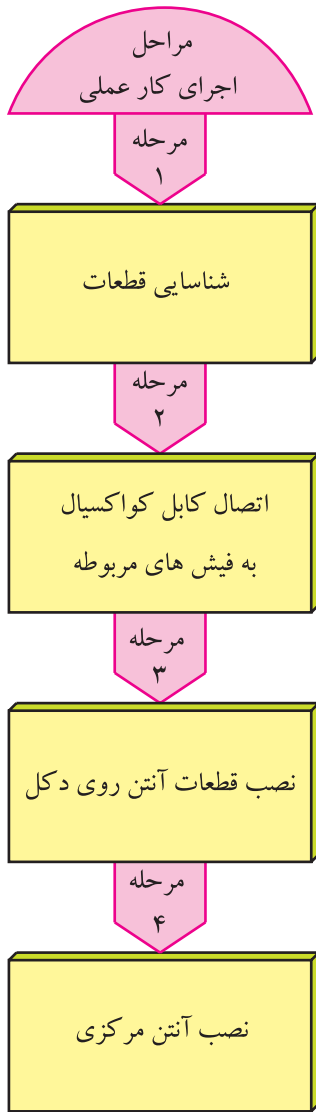 مراحل
اجرای کار عملی
مرحله
۱
شناسایی قطعات
مرحله
۲
اتصال کابل کواکسیال
به فیش های مربوطه
مرحله
۳
نصب قطعات آنتن روی دکل
مرحله
۴
نصب آنتن مرکزی